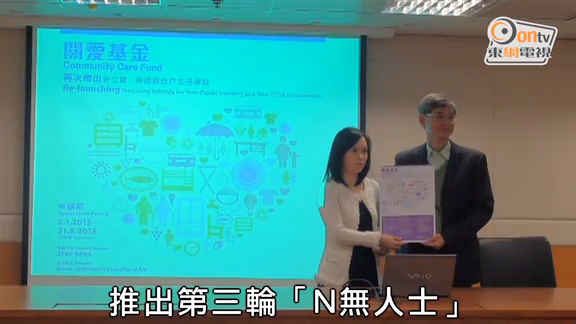 ontv
東網電視
關愛基金
Community Care Fund
再次推出非公屋、非綜援住戶生活津貼
Re-launching the Living Subsidy for Non-Public Housing and Non-CSSA Households
申請期
Application Period
2.1.2015 -
31.8.2015
VAIO
推出第三輪「N無人士」